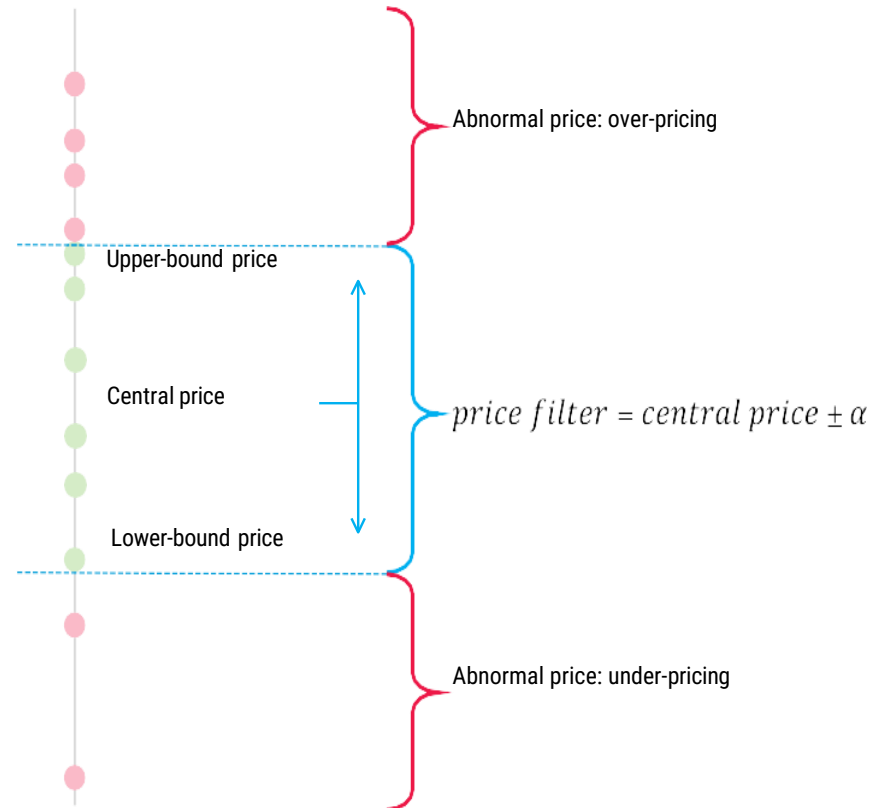 Abnormal price: over-pricing
Upper-bound price
Central price
price filter = central price ± α
Lower-bound price
Abnormal price: under-pricing